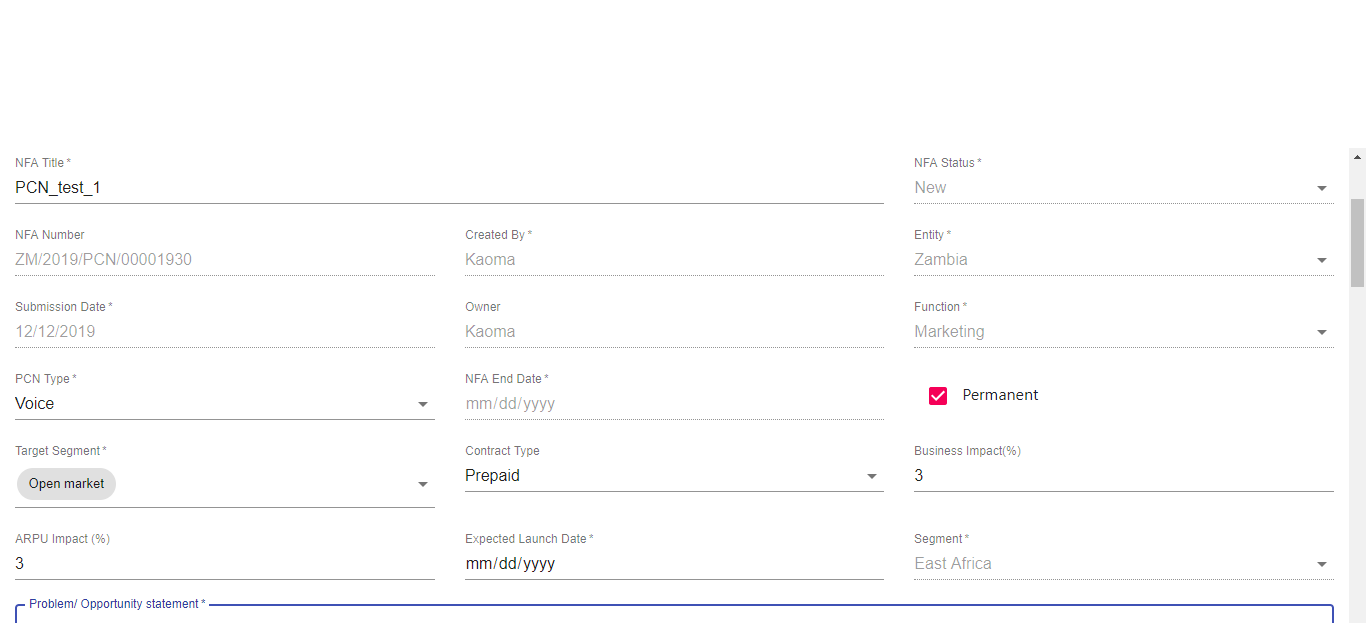 NFA Title *
PCN_test_1
NFA Status *
New
NFA Number
ZM/2019/PCN/00001930
Created By *
Kaoma
Entity *
Zambia
Submission Date *
12/12/2019
Owner
Kaoma
Function *
Marketing
PCN Type *
Voice
NFA End Date *
mm/dd/yyyy
Permanent
Target Segment *
Open market
Contract Type
Prepaid
Business Impact(%)
3
ARPU Impact (%)
3
Expected Launch Date *
mm/dd/yyyy
Segment *
East Africa
Problem/ Opportunity statement *